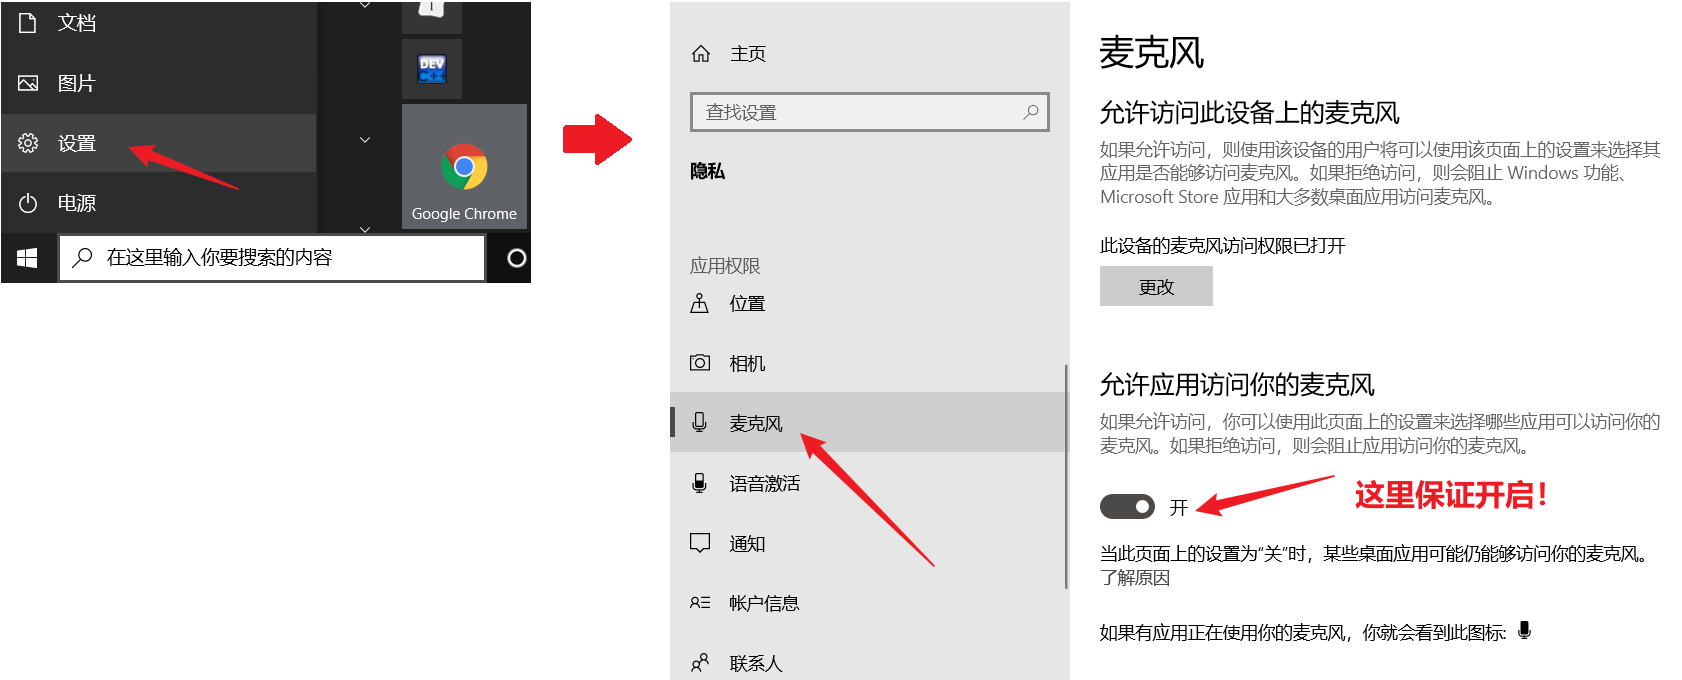 文档
图片
设置
电源
在这里输入你要搜索的内容
DEV
C++
Google Chrome
主页
查找设置
隐私
应用权限
位置
相机
麦克风
语音激活
通知
帐户信息
联系人
麦克风
允许访问此设备上的麦克风
如果允许访问，则使用该设备的用户将可以使用该页面上的设置来选择其
应用是否能够访问麦克风。如果拒绝访问，则会阻止 Windows 功能、
Microsoft Store 应用和大多数桌面应用访问麦克风。
此设备的麦克风访问权限已打开
更改
允许应用访问你的麦克风
如果允许访问，你可以使用此页面上的设置来选择哪些应用可以访问你的
麦克风。如果拒绝访问，则会阻止应用访问你的麦克风。
开
这里保证开启！
当此页面上的设置为“关”时，某些桌面应用可能仍能够访问你的麦克风。
了解原因
如果有应用正在使用你的麦克风，你就会看到此图标: